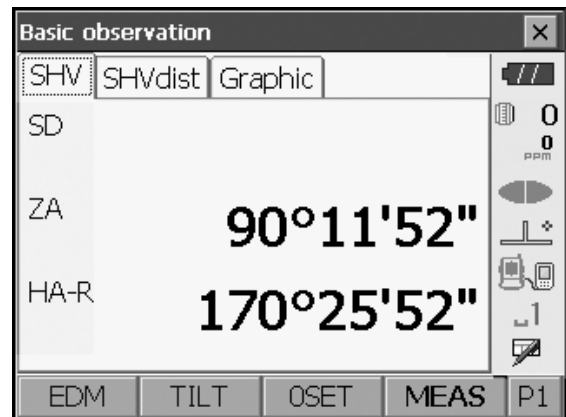 Basic observation
SHV SHVdist Graphic
SD
0
0
PPM
ZA 90°11'52"
HA-R 170°25'52"
1
EDM TILT 0SET MEAS P1